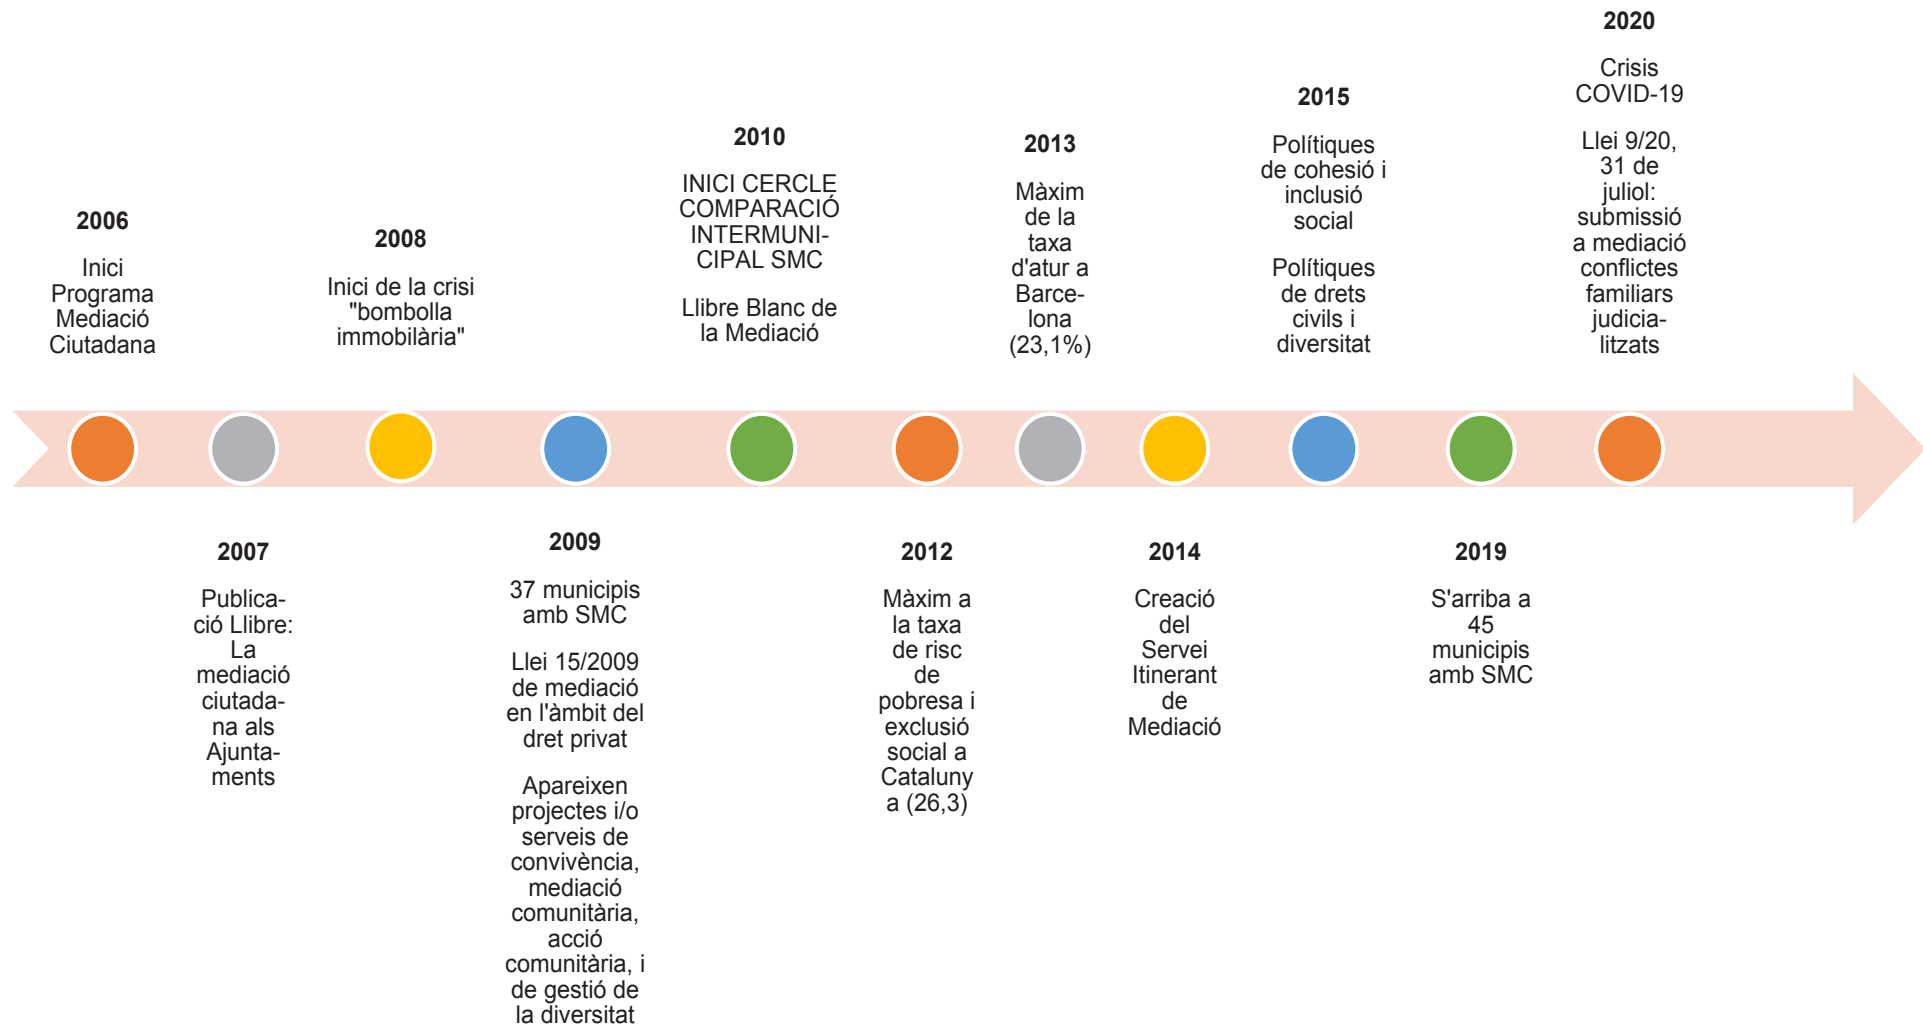 2006
Inici
Programa
Mediació
Ciutadana
2007
Publica-
ció Llibre:
La
mediació
ciutada-
na als
Ajunta-
ments
2008
Inici de la crisi
"bombolla
immobilària"
2009
37 municipis
amb SMC
Llei 15/2009
de mediació
en l'àmbit del
dret privat
Apareixen
projectes i/o
serveis de
convivència,
mediació
comunitària,
acció
comunitària, i
de gestió de
la diversitat
2010
INICI CERCLE
COMPARACIÓ
INTERMUNI-
CIPAL SMC
Llibre Blanc de
la Mediació
2012
Màxim a
la taxa
de risc
de
pobresa i
exclusió
social a
Cataluny
a (26,3)
2013
Màxim
de la
taxa
d'atur a
Barce-
lona
(23,1%)
2014
Creació
del
Servei
Itinerant
de
Mediació
2015
Polítiques
de cohesió i
inclusió
social
Polítiques
de drets
civils i
diversitat
2019
S'arriba a
45
municipis
amb SMC
2020
Crisis
COVID-19
Llei 9/20,
31 de
juliol:
submissió
a mediació
conflictes
familiars
judicia-
litzats